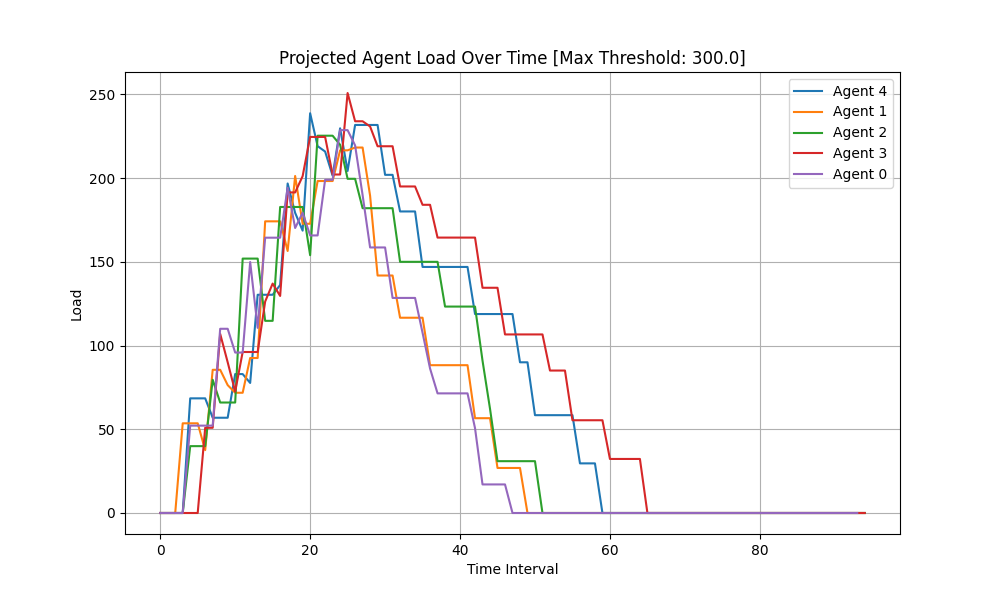 Projected Agent Load Over Time [Max Threshold: 300.0]
Agent 4
Agent 1
Agent 2
Agent 3
Agent 0
Load
250
200
150
100
50
0
0 20 40 60 80
Time Interval